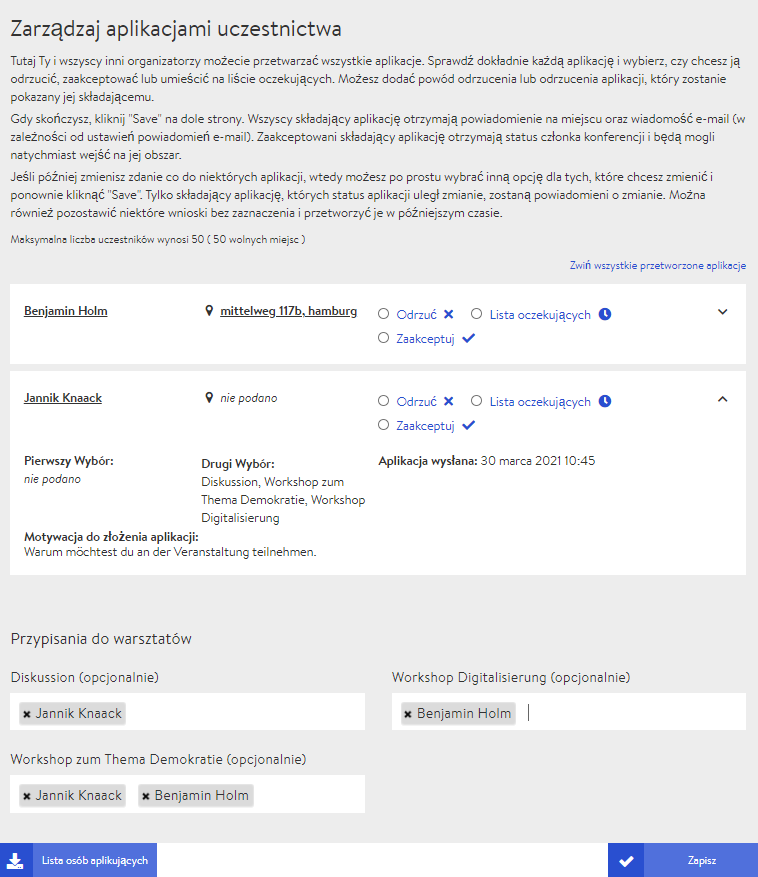 Zarządzaj aplikacjami uczestnictwa
Tutaj Ty i wszyscy inni organizatorzy możecie przetwarzać wszystkie aplikacje. Sprawdź dokładnie każdą aplikację i wybierz, czy chcesz ją
odrzucić, zaakceptować lub umieścić na liście oczekujących. Możesz dodać powód odrzucenia lub odrzucenia aplikacji, który zostanie
pokazany jej składającemu.
Gdy skończysz, kliknij "Save" na dole strony. Wszyscy składający aplikację otrzymają powiadomienie na miejscu oraz wiadomość e-mail (w
zależności od ustawień powiadomień e-mail). Zaakceptowani składający aplikację otrzymają status członka konferencji i będą mogli
natychmiast wejść na jej obszar.
Jeśli później zmienisz zdanie co do niektórych aplikacji, wtedy możesz po prostu wybrać inną opcję dla tych, które chcesz zmienić i
ponownie kliknąć "Save". Tylko składający aplikację, których status aplikacji uległ zmianie, zostaną powiadomieni o zmianie. Można
również pozostawić niektóre wnioski bez zaznaczenia i przetworzyć je w późniejszym czasie.
Maksymalna liczba uczestników wynosi 50 ( 50 wolnych miejsc )
Zwiń wszystkie przetworzone aplikacje
Benjamin Holm mittelweg 117b, hamburg Odrzuć Lista oczekujących
Zaakceptuj
Jannik Knaack nie podano Odrzuć Lista oczekujących
Zaakceptuj
Pierwszy Wybór: Drugi Wybór: Aplikacja wysłana: 30 marca 2021 10:45
nie podano Diskussion, Workshop zum
Thema Demokratie, Workshop
Digitalisierung
Motywacja do złożenia aplikacji:
Warum möchtest du an der Veranstaltung teilnehmen.
Przypisania do warsztatów
Diskussion (opcjonalnie) Workshop Digitalisierung (opcjonalnie)
Jannik Knaack Benjamin Holm
Workshop zum Thema Demokratie (opcjonalnie)
Jannik Knaack Benjamin Holm
Lista osób aplikujących Zapisz